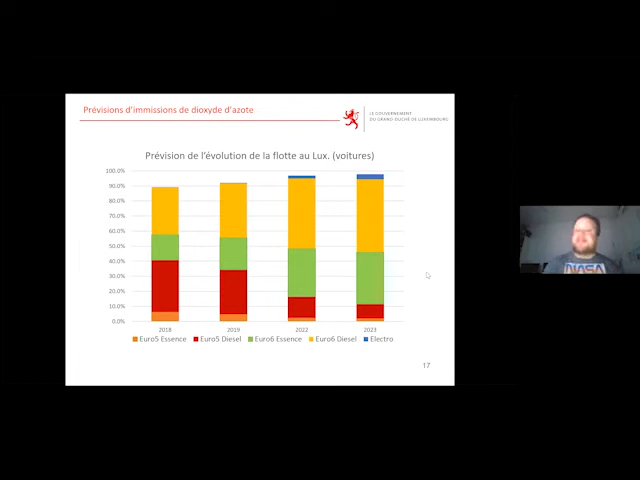 Prévisions d'immissions de dioxyde d'azote
LE GOUVERNEMENT
DU GRAND-DUCHÉ DE LUXEMBOURG
Prévision de l'évolution de la flotte au Lux. (voitures)
100.0%
90.0%
80.0%
70.0%
60.0%
50.0%
40.0%
30.0%
20.0%
10.0%
0.0%
2018 2019 2022 2023
Euro5 Essence Euro5 Diesel Euro6 Essence Euro6 Diesel Electro
17
NASA